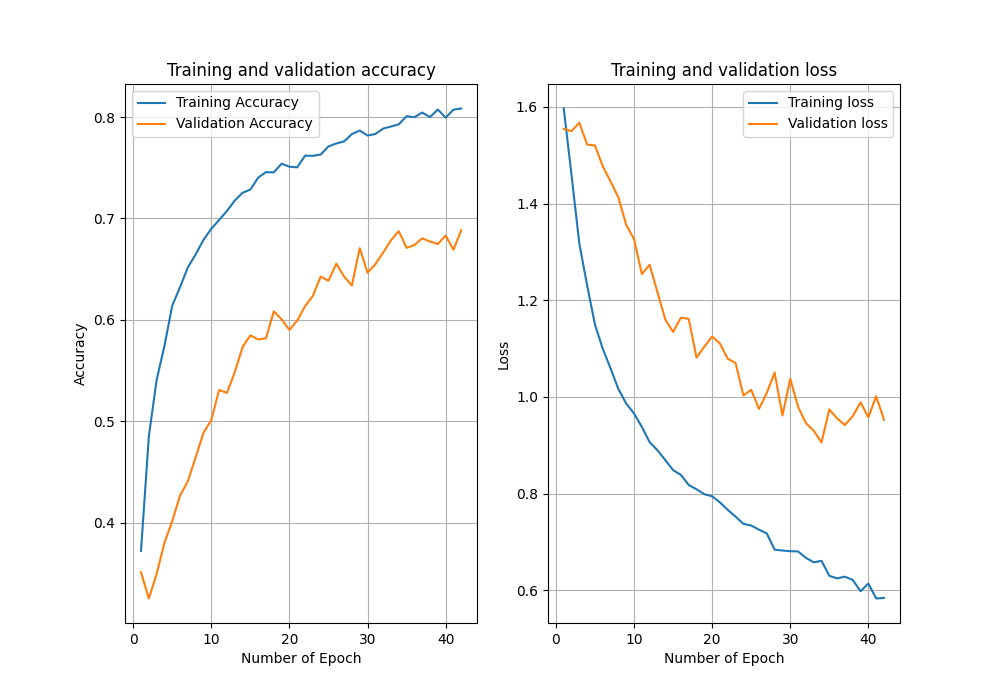 Training and validation accuracy
Training Accuracy
Validation Accuracy
0.8
0.7
0.6
0.5
0.4
Accuracy
0
10
20
30
40
Number of Epoch
Training and validation loss
Training loss
Validation loss
1.6
1.4
1.2
1.0
0.8
0.6
Loss
0
10
20
30
40
Number of Epoch